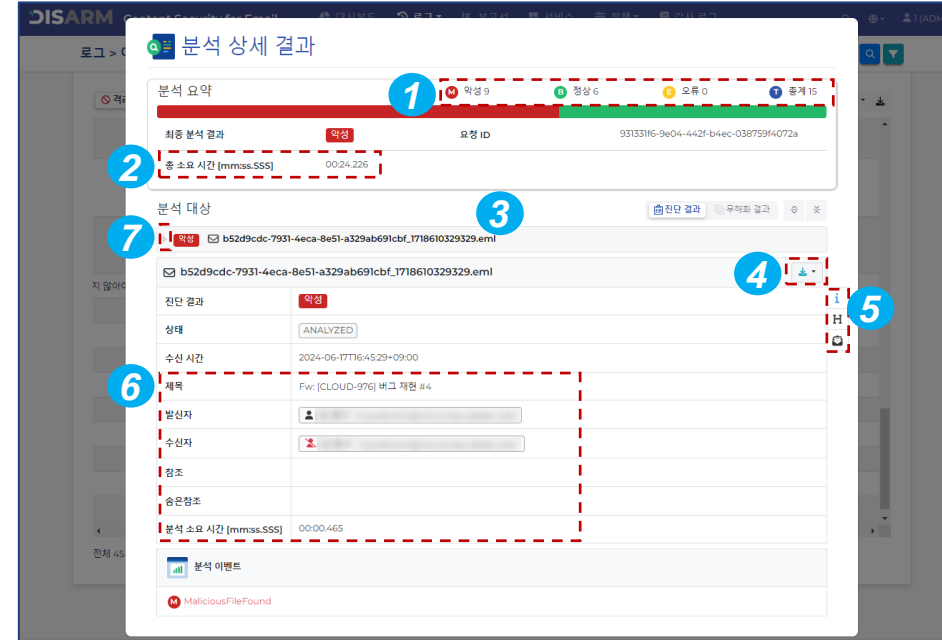 DISARM Content Security for Email 대시보드 로그 보고서 서비스 정책 감사 로그 1 (ADM
로그 >
분석 상세 결과
분석 요약
1
M 악성 9 B 정상 6 E 오류 0 T 총계 15
최종 분석 결과 악성 요청 ID 931331f6-9e04-442f-b4ec-038759f4072a
2
총 소요 시간 [mm:ss.SSS] 00:24.226
분석 대상
3
진단 결과 무해화 결과
7
악성 b52d9cdc-7931-4eca-8e51-a329ab691cbf_1718610329329.eml
b52d9cdc-7931-4eca-8e51-a329ab691cbf_1718610329329.eml
4
지 않아
진단 결과 악성
i
5
상태 ANALYZED
H
수신 시간 2024-06-17T16:45:29+09:00
6
제목 Fw: [CLOUD-976] 버그 재현 #4
발신자
수신자
참조
숨은참조
분석 소요 시간 [mm:ss.SSS] 00:00.465
전체 45
분석 이벤트
M MaliciousFileFound